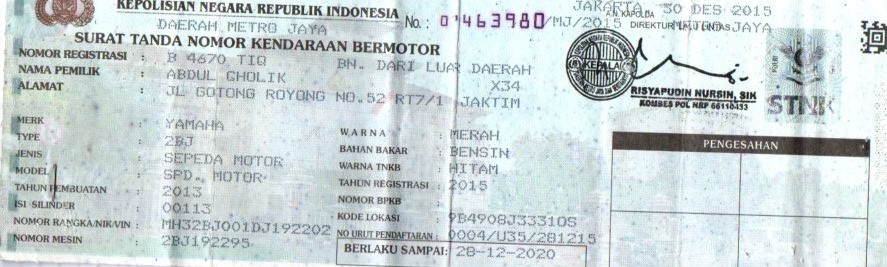 KEPOLISIAN NEGARA REPUBLIK INDONESIA
DAERAH METRO JAYA
No. : 0463980/MJ/2015
SURAT TANDA NOMOR KENDARAAN BERMOTOR
NOMOR REGISTRASI : B 4670 TIQ BN. DARI LUAR DAERAH
NAMA PEMILIK : ABDUL CHOLIK X34
ALAMAT : JL GOTONG ROYONG NO.52 RT7/1 JAKTIM
MERK : YAMAHA
TYPE : 2BJ
JENIS : SEPEDA MOTOR
MODEL : SPD. MOTOR
TAHUN PEMBUATAN : 2013
ISI SILINDER : 00113
NOMOR RANGKA/NIK/VIN : MH32BJ001DJ192202
NOMOR MESIN : 2BJ192295
WARNA : MERAH
BAHAN BAKAR : BENSIN
WARNA TNKB : HITAM
TAHUN REGISTRASI : 2015
NOMOR BPKB :
KODE LOKASI : 9B4908J33310S
NO URUT PENDAFTARAN : 0004/U35/281215
BERLAKU SAMPAI: 28-12-2020
JAKARTA 30 DES 2015
A.N. KAPOLDA METRO JAYA
DIREKTUR LALU LINTAS
KEPALA
RISYAPUDIN NURSIN, SIK
KOMBES POL NRP 66110433
POLRI
STNK
PENGESAHAN